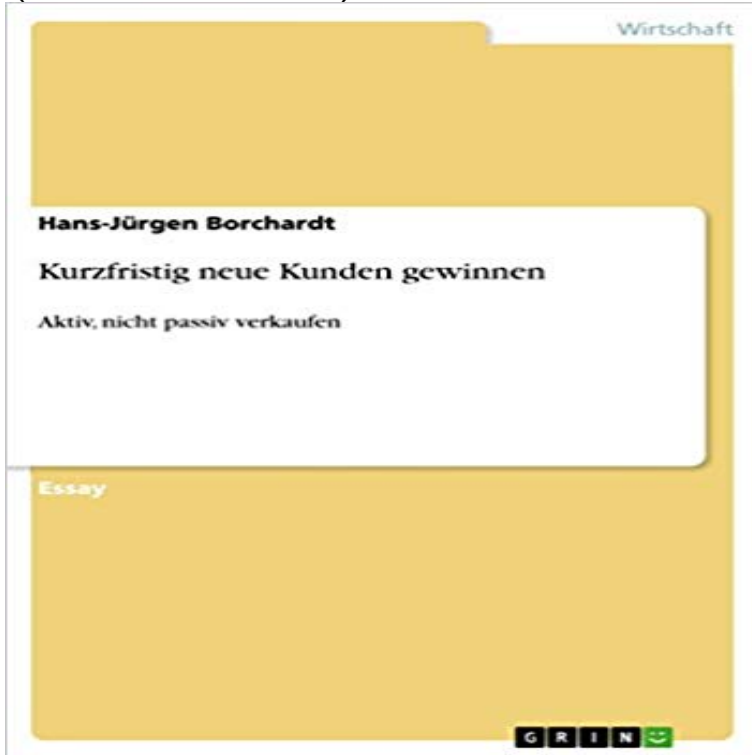 Wirtschaft
Hans-Jürgen Borchardt
Kurzfristig neue Kunden gewinnen
Aktiv, nicht passiv verkaufen
Essay
GRIN